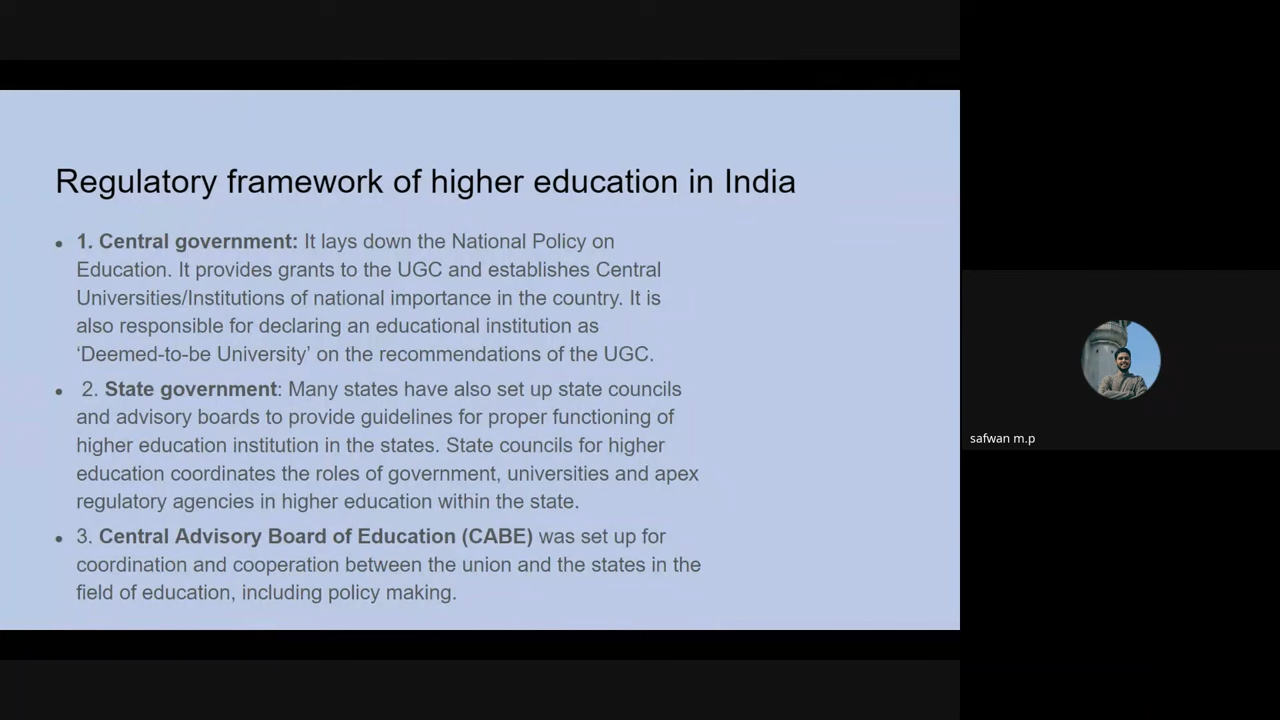 Regulatory framework of higher education in India
• 1. Central government: It lays down the National Policy on
Education. It provides grants to the UGC and establishes Central
Universities/Institutions of national importance in the country. It is
also responsible for declaring an educational institution as
‘Deemed-to-be University’ on the recommendations of the UGC.
• 2. State government: Many states have also set up state councils
and advisory boards to provide guidelines for proper functioning of
higher education institution in the states. State councils for higher
education coordinates the roles of government, universities and apex
regulatory agencies in higher education within the state.
• 3. Central Advisory Board of Education (CABE) was set up for
coordination and cooperation between the union and the states in the
field of education, including policy making.
safwan m.p